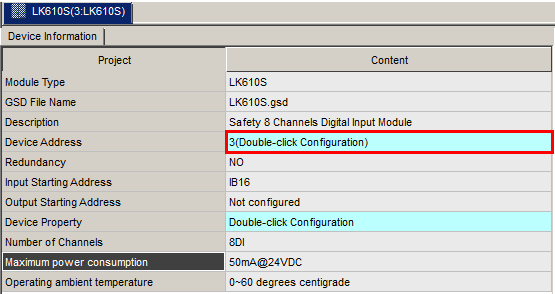 LK610S(3:LK610S)
Device Information
Project Content
Module Type LK610S
GSD File Name LK610S.gsd
Description Safety 8 Channels Digital Input Module
Device Address 3(Double-click Configuration)
Redundancy NO
Input Starting Address IB16
Output Starting Address Not configured
Device Property Double-click Configuration
Number of Channels 8DI
Maximum power consumption 50mA@24VDC
Operating ambient temperature 0~60 degrees centigrade